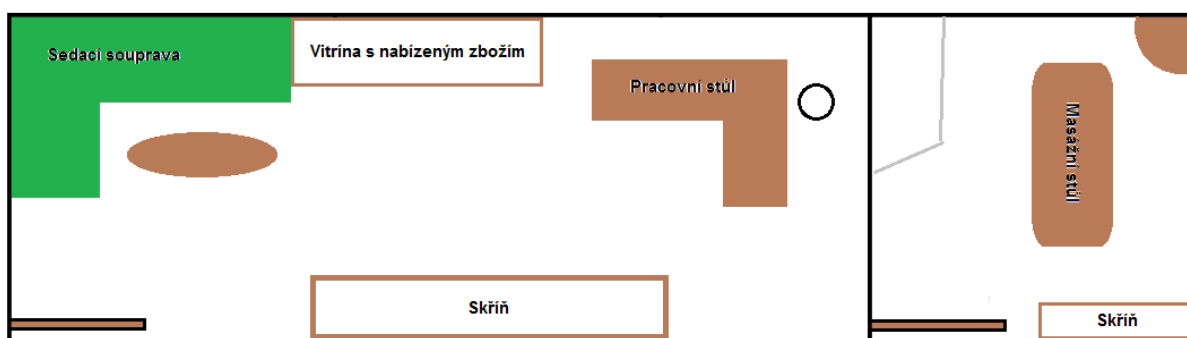 Sedací souprava
Vitrína s nabízeným zbožím
Pracovní stůl
Masážní stůl
Skříň
Skříň